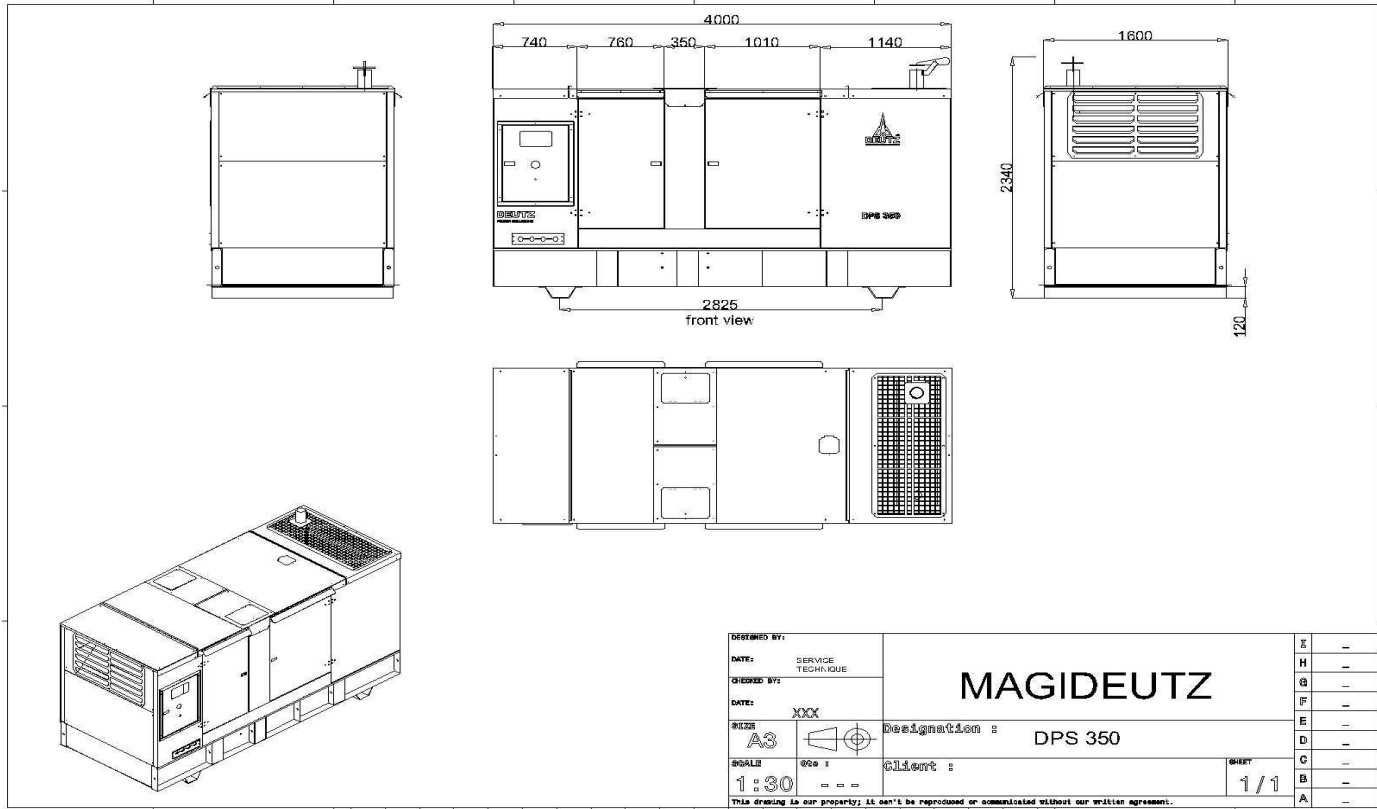 4000
740 760 350 1010 1140
1600
2340
120
DEUTZ
DEUTZ
DPS 350
2825
front view
DESIGNED BY:
DATE: SERVICE TECHNIQUE
CHECKED BY:
DATE:
XXX
SIZE
A3
SCALE
1:30
Qte :
- - -
MAGIDEUTZ
Designation :
DPS 350
Client :
SHEET
1/1
This drawing is our property; it can't be reproduced or communicated without our written agreement.
I _
H _
G _
F _
E _
D _
C _
B _
A _